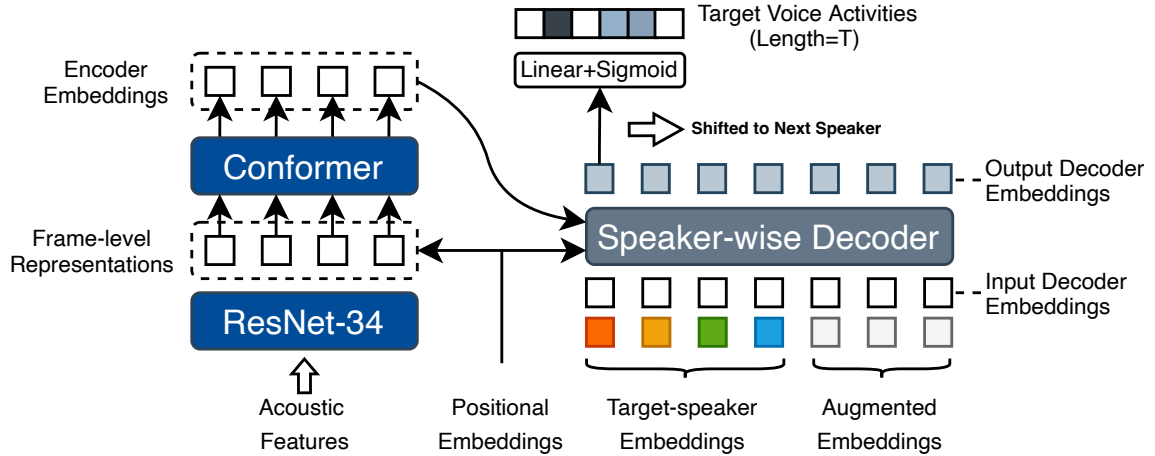 Target Voice Activities
(Length=T)
Linear+Sigmoid
Encoder
Embeddings
Shifted to Next Speaker
Conformer
Output Decoder
Embeddings
Frame-level
Representations
Speaker-wise Decoder
Input Decoder
Embeddings
ResNet-34
Acoustic
Features
Positional
Embeddings
Target-speaker
Embeddings
Augmented
Embeddings